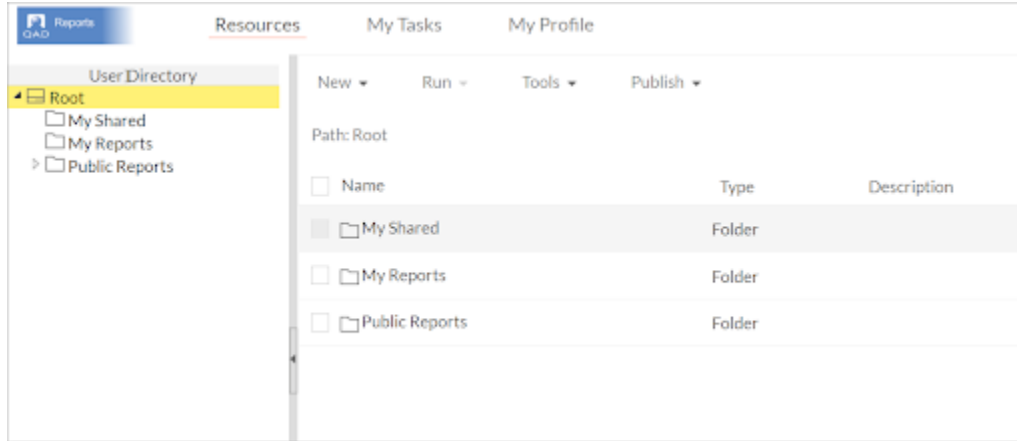 QAD Reports
Resources My Tasks My Profile
User Directory
Root
My Shared
My Reports
Public Reports
New Run Tools Publish
Path: Root
Name Type Description
My Shared Folder
My Reports Folder
Public Reports Folder